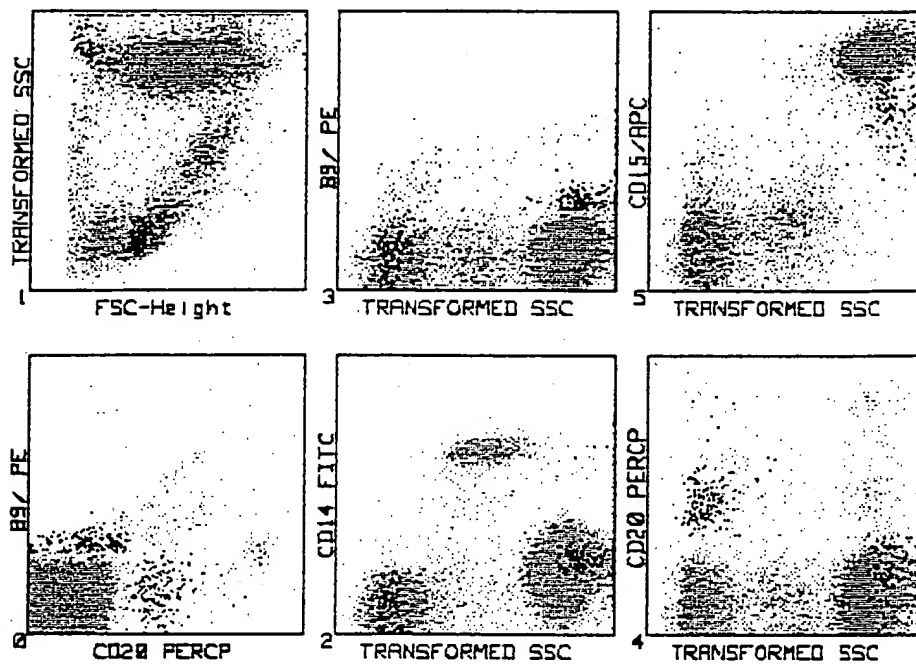 TRANSFORMED SSC
1
FSC-Height
B9/ PE
3
TRANSFORMED SSC
CD15/APC
5
TRANSFORMED SSC
B9/ PE
0
CD20 PERCP
CD14 FITC
2
TRANSFORMED SSC
CD20 PERCP
4
TRANSFORMED SSC